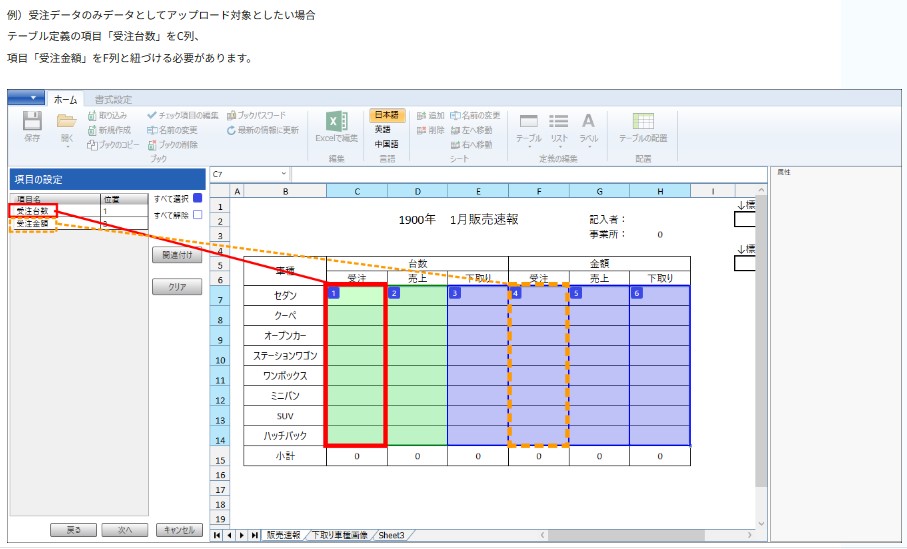 例）受注データのみデータとしてアップロード対象としたい場合
テーブル定義の項目「受注台数」をC列、
項目「受注金額」をF列と紐づける必要があります。
ホーム 書式設定
保存 開く 取り込み 新規作成 ブックのコピー チェック項目の編集 名前の変更 ブックの削除 ブックパスワード 最新の情報に更新
ブック
Excelで編集
編集
日本語
英語
中国語
言語
追加 名前の変更
削除 左へ移動
右へ移動
シート
テーブル リスト ラベル
定義の編集
テーブルの配置
配置
項目の設定
項目名 位置
受注台数 1
受注金額
すべて選択
すべて解除
関連付け
クリア
戻る 次へ キャンセル
C7
A B C D E F G H I
1 ↓標
2 1900年 1月販売速報 記入者：
3 事業所： 0
4 ↓標
5 車種 台数 金額
6 受注 売上 下取り 受注 売上 下取り
7 セダン 1 2 3 4 5 6
8 クーペ
9 オープンカー
10 ステーションワゴン
11 ワンボックス
12 ミニバン
13 SUV
14 ハッチバック
15 小計 0 0 0 0 0 0
16
17
18
19
販売速報 下取り車種画像 Sheet3
属性